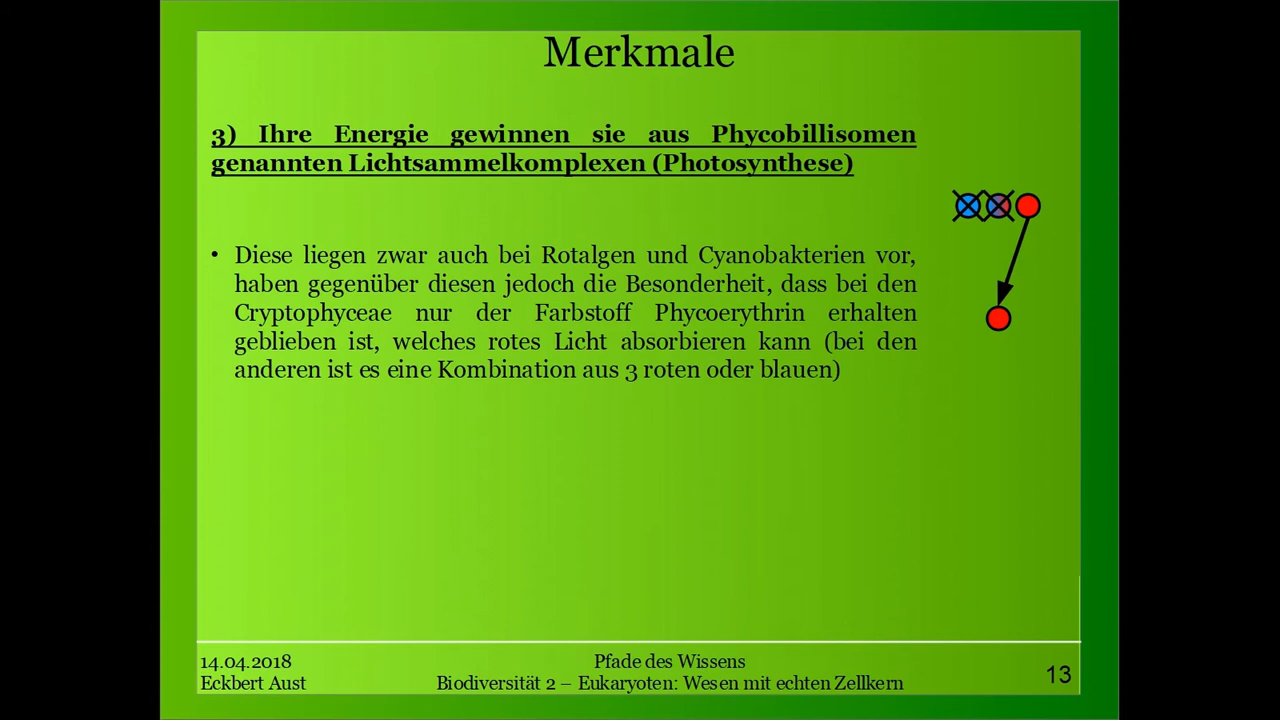 Merkmale
3) Ihre Energie gewinnen sie aus Phycobillisomen
genannten Lichtsammelkomplexen (Photosynthese)
• Diese liegen zwar auch bei Rotalgen und Cyanobakterien vor,
haben gegenüber diesen jedoch die Besonderheit, dass bei den
Cryptophyceae nur der Farbstoff Phycoerythrin erhalten
geblieben ist, welches rotes Licht absorbieren kann (bei den
anderen ist es eine Kombination aus 3 roten oder blauen)
14.04.2018
Eckbert Aust
Pfade des Wissens
Biodiversität 2 – Eukaryoten: Wesen mit echten Zellkern
13